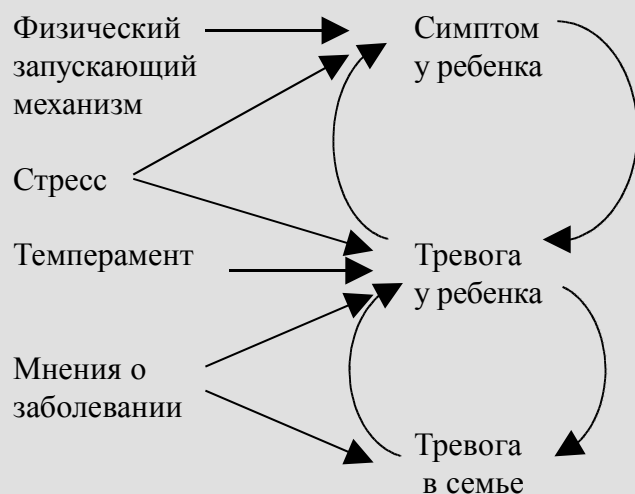 Физический
запускающий
механизм
Симптом
у ребенка
Стресс
Темперамент
Тревога
у ребенка
Мнения о
заболевании
Тревога
в семье